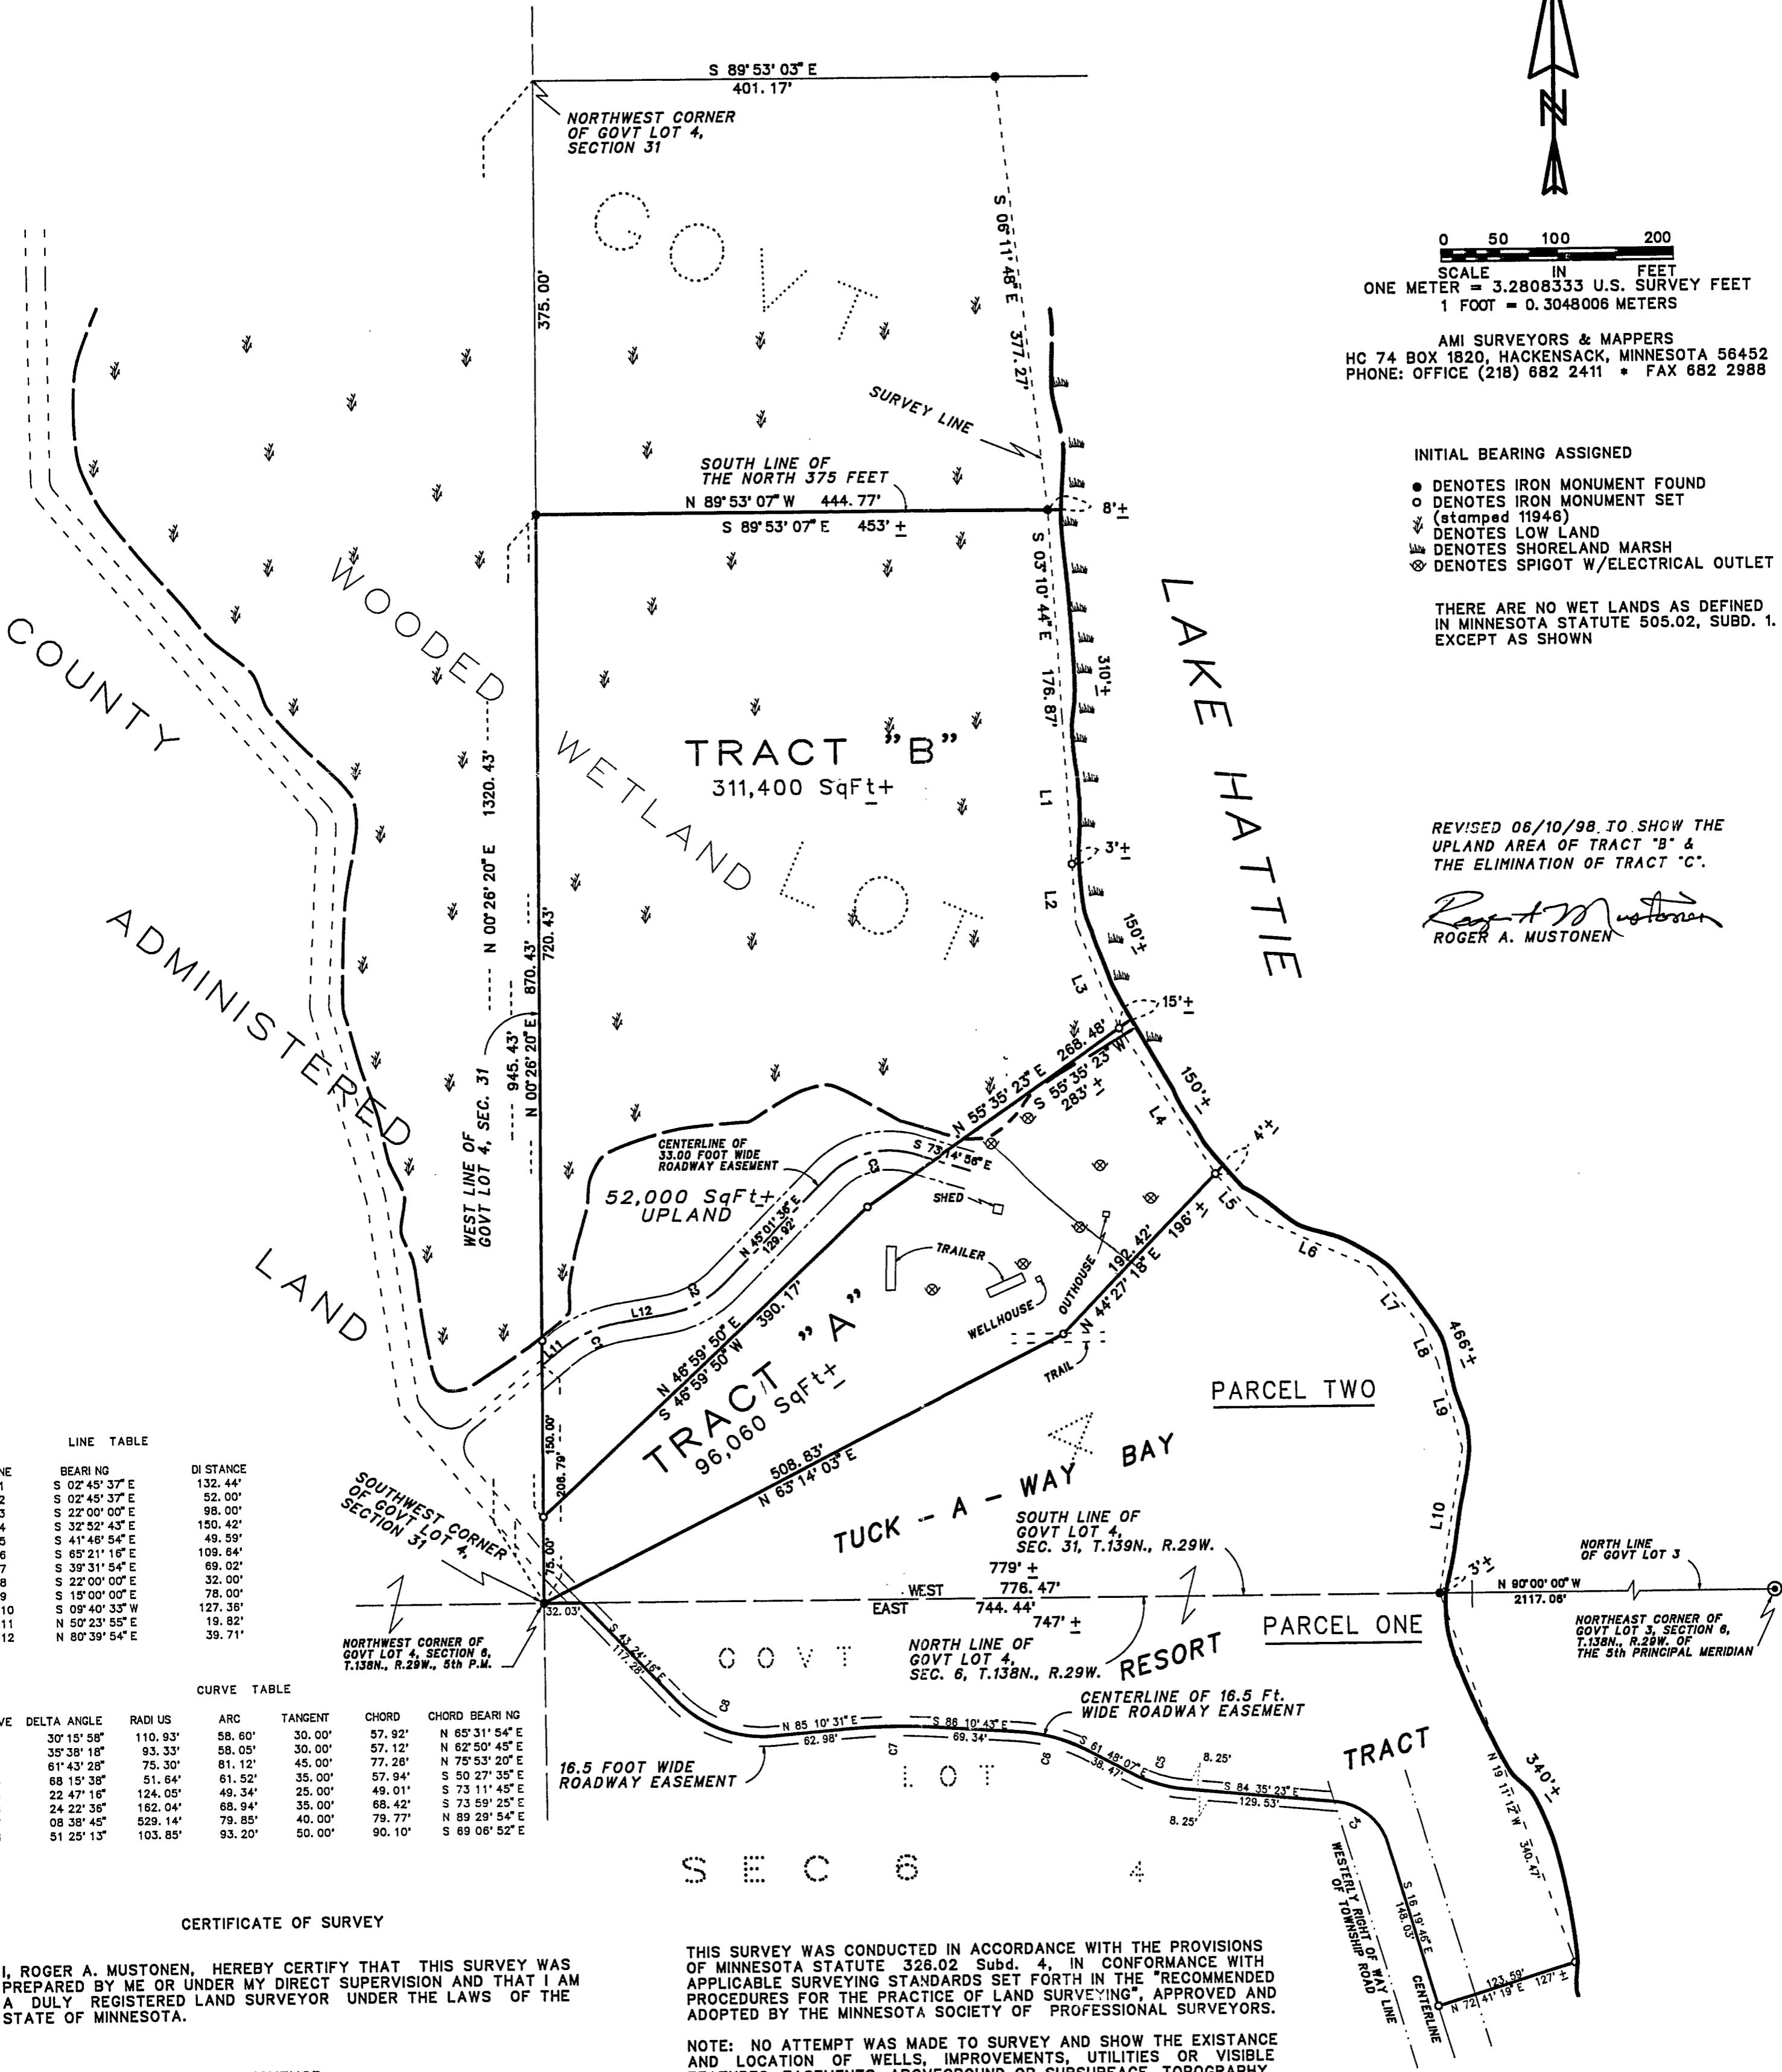 S 89°53'03" E
401.17'
NORTHWEST CORNER
OF GOVT LOT 4,
SECTION 31
N
0 50 100 200
SCALE IN FEET
ONE METER = 3.2808333 U.S. SURVEY FEET
1 FOOT = 0.3048006 METERS
AMI SURVEYORS & MAPPERS
HC 74 BOX 1820, HACKENSACK, MINNESOTA 56452
PHONE: OFFICE (218) 682 2411 * FAX 682 2988
INITIAL BEARING ASSIGNED
DENOTES IRON MONUMENT FOUND
DENOTES IRON MONUMENT SET
(stamped 11946)
DENOTES LOW LAND
DENOTES SHORELAND MARSH
DENOTES SPIGOT W/ELECTRICAL OUTLET
THERE ARE NO WET LANDS AS DEFINED
IN MINNESOTA STATUTE 505.02, SUBD. 1.
EXCEPT AS SHOWN
REVISED 06/10/98 TO SHOW THE
UPLAND AREA OF TRACT "B" &
THE ELIMINATION OF TRACT "C".
Roger A Mustonen
ROGER A. MUSTONEN
GOVT
375.00'
S 06°11'48" E 377.27'
SURVEY LINE
SOUTH LINE OF
THE NORTH 375 FEET
N 89°53'07" W 444.77'
S 89°53'07" E 453' ±
8'±
S 03°10'44" E 176.87'
310'±
LAKE HATTIE
WOODED
WETLAND
LOT
COUNTY
ADMINISTERED
LAND
TRACT "B"
311,400 SqFt±
L1
3'±
L2
150'±
L3
15'±
N 00°26'20" E 1320.43'
720.43'
870.43'
945.43'
N 00°26'20" E
WEST LINE OF
GOVT LOT 4, SEC. 31
N 55°35'23" E 268.48'
S 55°35'23" W
283' ±
150'±
L4
4'±
L5
CENTERLINE OF
33.00 FOOT WIDE
ROADWAY EASEMENT
S 73°14'56" E
C3
52,000 SqFt±
UPLAND
N 45°01'36" E
129.92'
SHED
TRAILER
WELLHOUSE
OUTHOUSE
192.42'
196' ±
N 44°27'18" E
TRAIL
L6
L7
L8
466'±
L9
L10
L11
L12
C1
C2
N 46°59'50" E 390.17'
S 46°59'50" W
TRACT "A"
96,060 SqFt±
150.00'
206.79'
75.00'
508.83'
N 63°14'03" E
PARCEL TWO
4
TUCK-A-WAY BAY
RESORT
TRACT
SOUTHWEST CORNER
OF GOVT LOT 4,
SECTION 31
SOUTH LINE OF
GOVT LOT 4,
SEC. 31, T.139N., R.29W.
779' ±
WEST 776.47'
EAST 744.44'
747' ±
NORTH LINE OF
GOVT LOT 4,
SEC. 6, T.138N., R.29W.
PARCEL ONE
3'±
NORTH LINE
OF GOVT LOT 3
N 90°00'00" W
2117.06'
NORTHEAST CORNER OF
GOVT LOT 3, SECTION 6,
T.138N., R.29W. OF
THE 5th PRINCIPAL MERIDIAN
32.03'
NORTHWEST CORNER OF
GOVT LOT 4, SECTION 6,
T.138N., R.29W., 5th P.M.
S 43°24'16" E
117.28'
C8
GOVT
LOT
N 85 10'31" E
62.98'
C7
S 86 10'43" E
69.34'
C6
S 61 48'07" E
38.47'
C5
8.25'
8.25'
S 84 35'23" E
129.53'
CENTERLINE OF 16.5 Ft.
WIDE ROADWAY EASEMENT
16.5 FOOT WIDE
ROADWAY EASEMENT
SEC 6 4
WESTERLY RIGHT OF WAY LINE
OF TOWNSHIP ROAD
S 16 19'46" E
148.03'
CENTERLINE
N 19 11'12" W 340.47'
340'±
123.59'
N 72 41'19" E 127' ±
LINE TABLE
NE BEARING DISTANCE
1 S 02°45'37" E 132.44'
2 S 02°45'37" E 52.00'
3 S 22°00'00" E 98.00'
4 S 32°52'43" E 150.42'
5 S 41°46'54" E 49.59'
6 S 65°21'16" E 109.64'
7 S 39°31'54" E 69.02'
8 S 22°00'00" E 32.00'
9 S 15°00'00" E 78.00'
10 S 09°40'33" W 127.36'
11 N 50°23'55" E 19.82'
12 N 80°39'54" E 39.71'
CURVE TABLE
VE DELTA ANGLE RADIUS ARC TANGENT CHORD CHORD BEARING
30°15'58" 110.93' 58.60' 30.00' 57.92' N 65°31'54" E
35°38'18" 93.33' 58.05' 30.00' 57.12' N 62°50'45" E
61°43'28" 75.30' 81.12' 45.00' 77.26' N 75°53'20" E
68 15'38" 51.64' 61.52' 35.00' 57.94' S 50 27'35" E
22 47'16" 124.05' 49.34' 25.00' 49.01' S 73 11'45" E
24 22'36" 162.04' 68.94' 35.00' 68.42' S 73 59'25" E
08 38'45" 529.14' 79.85' 40.00' 79.77' N 89 29'54" E
51 25'13" 103.85' 93.20' 50.00' 90.10' S 69 06'52" E
CERTIFICATE OF SURVEY
I, ROGER A. MUSTONEN, HEREBY CERTIFY THAT THIS SURVEY WAS
PREPARED BY ME OR UNDER MY DIRECT SUPERVISION AND THAT I AM
A DULY REGISTERED LAND SURVEYOR UNDER THE LAWS OF THE
STATE OF MINNESOTA.
THIS SURVEY WAS CONDUCTED IN ACCORDANCE WITH THE PROVISIONS
OF MINNESOTA STATUTE 326.02 Subd. 4, IN CONFORMANCE WITH
APPLICABLE SURVEYING STANDARDS SET FORTH IN THE "RECOMMENDED
PROCEDURES FOR THE PRACTICE OF LAND SURVEYING", APPROVED AND
ADOPTED BY THE MINNESOTA SOCIETY OF PROFESSIONAL SURVEYORS.
NOTE: NO ATTEMPT WAS MADE TO SURVEY AND SHOW THE EXISTANCE
AND LOCATION OF WELLS, IMPROVEMENTS, UTILITIES OR VISIBLE